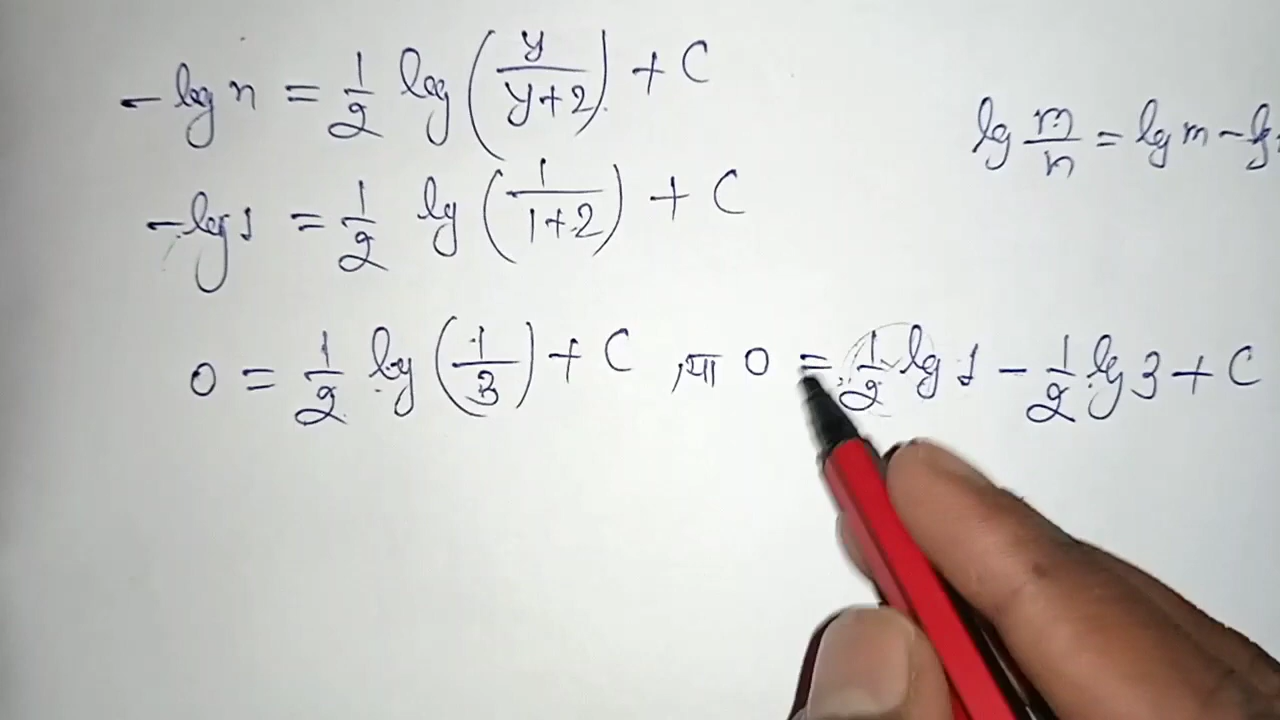 -log x = 1/2 log (y/(y+2)) + C
log m/n = log m - log
-log 1 = 1/2 log (1/(1+2)) + C
0 = 1/2 log (1/3) + C ,या 0 = 1/2 log 1 - 1/2 log 3 + C